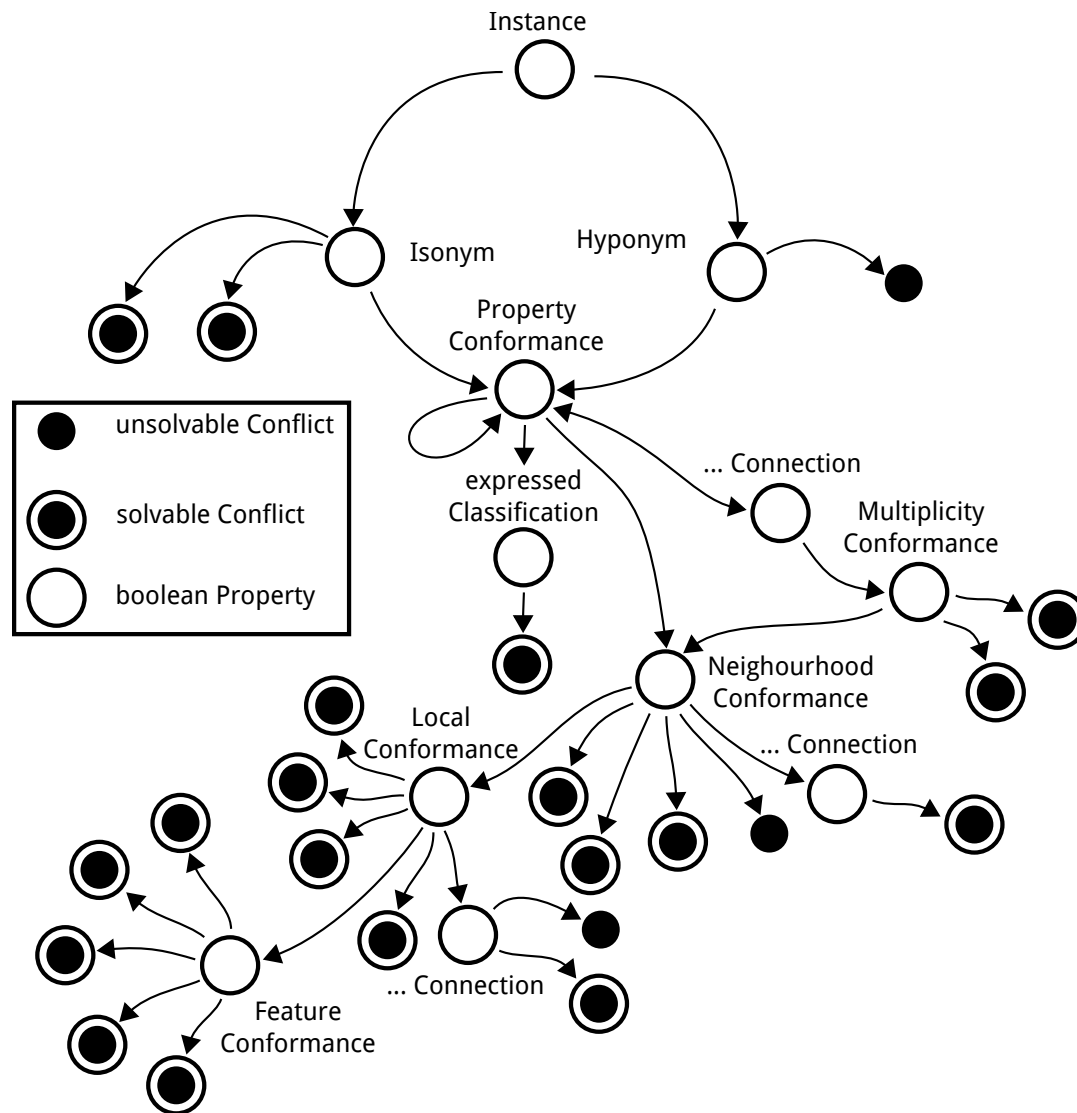 Instance
Isonym
Hyponym
Property
Conformance
unsolvable Conflict
solvable Conflict
boolean Property
expressed
Classification
... Connection
Multiplicity
Conformance
Neighourhood
Conformance
Local
Conformance
... Connection
... Connection
Feature
Conformance